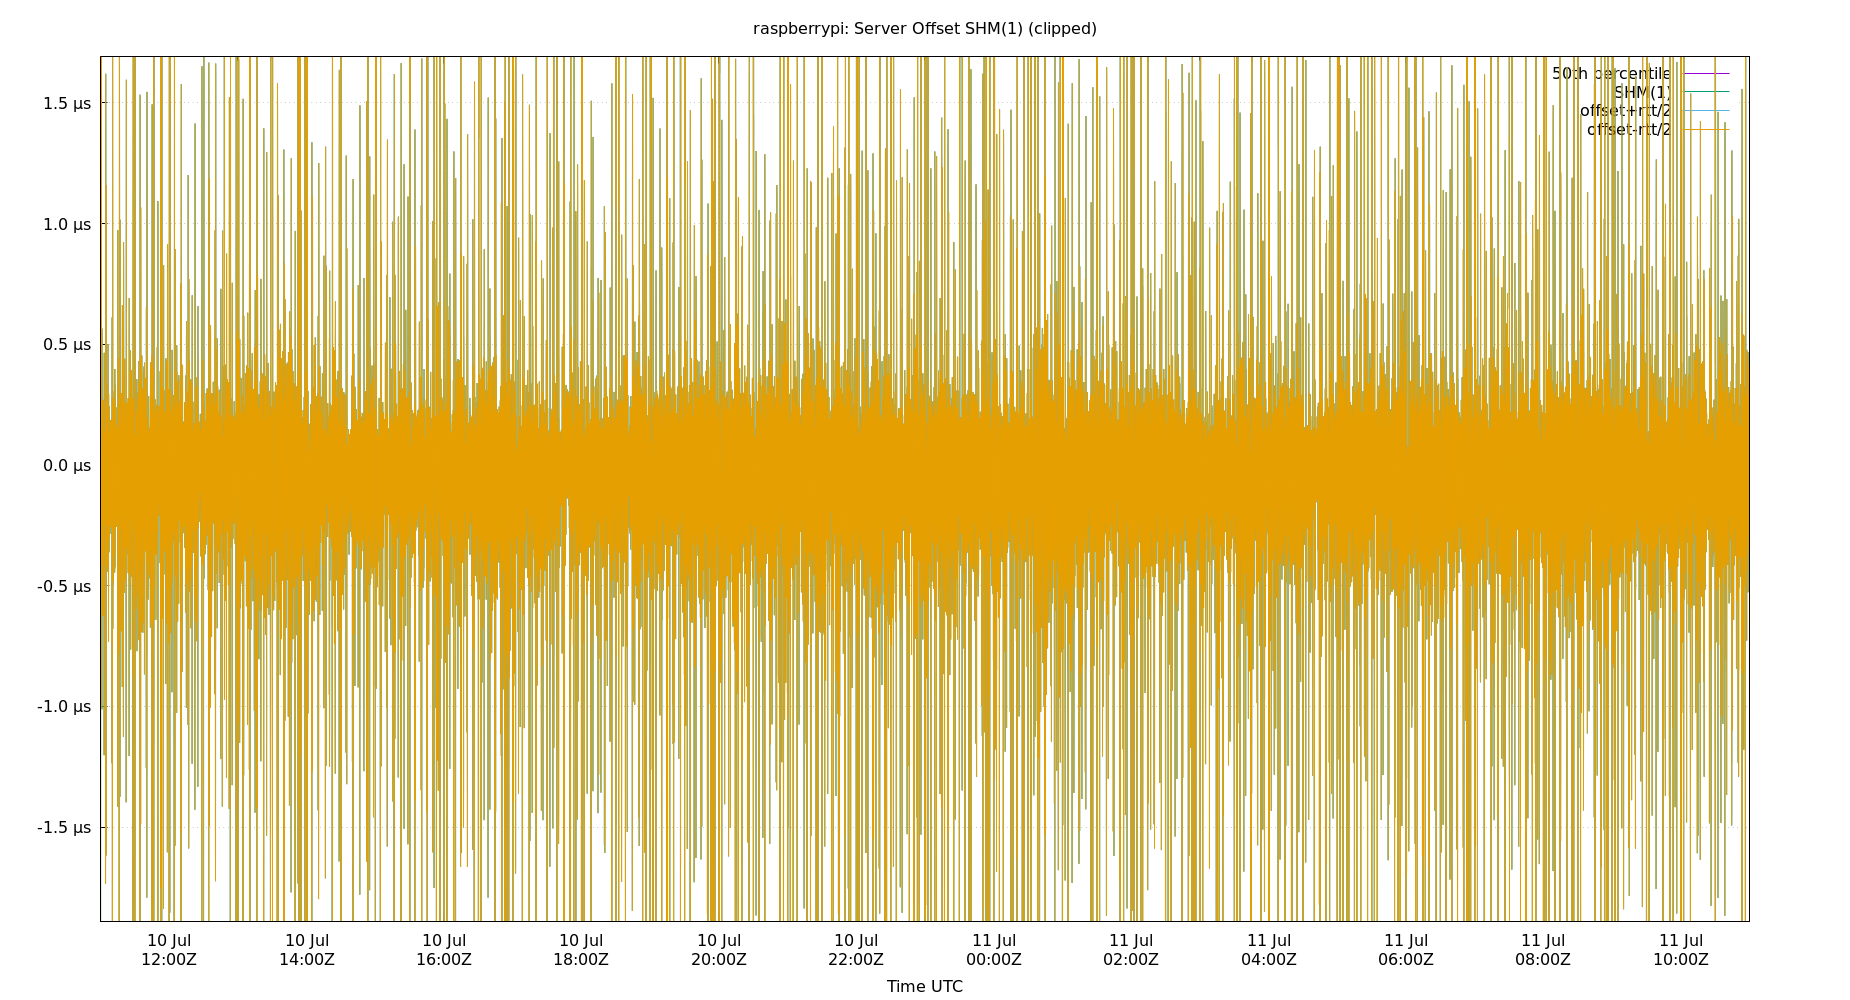 raspberrypi: Server Offset SHM(1) (clipped)
50th percentile
SHM(1)
offset+rtt/2
offset-rtt/2
1.5 µs
1.0 µs
0.5 µs
0.0 µs
-0.5 µs
-1.0 µs
-1.5 µs
10 Jul 10 Jul 10 Jul 10 Jul 10 Jul 10 Jul 11 Jul 11 Jul 11 Jul 11 Jul 11 Jul 11 Jul
12:00Z 14:00Z 16:00Z 18:00Z 20:00Z 22:00Z 00:00Z 02:00Z 04:00Z 06:00Z 08:00Z 10:00Z
Time UTC